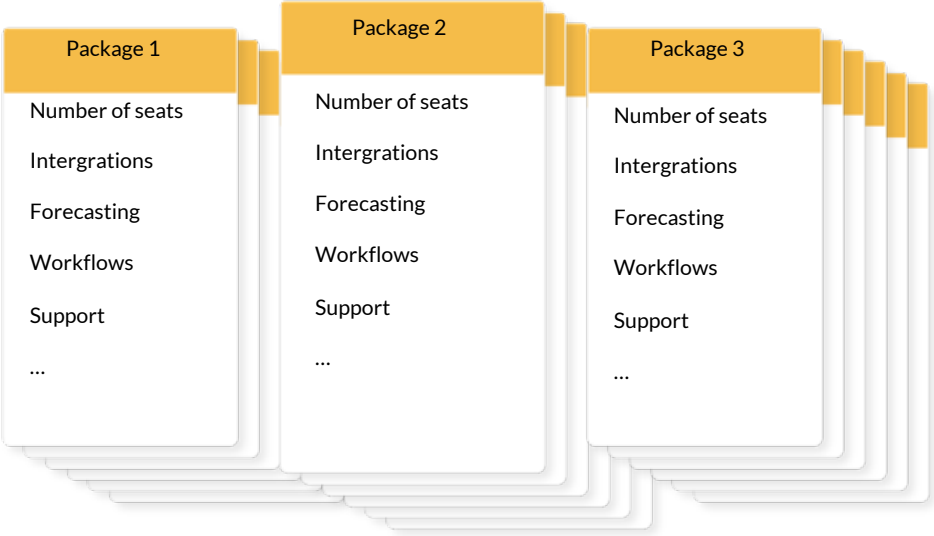 Package 1
Number of seats
Intergrations
Forecasting
Workflows
Support
...
Package 2
Number of seats
Intergrations
Forecasting
Workflows
Support
...
Package 3
Number of seats
Intergrations
Forecasting
Workflows
Support
...